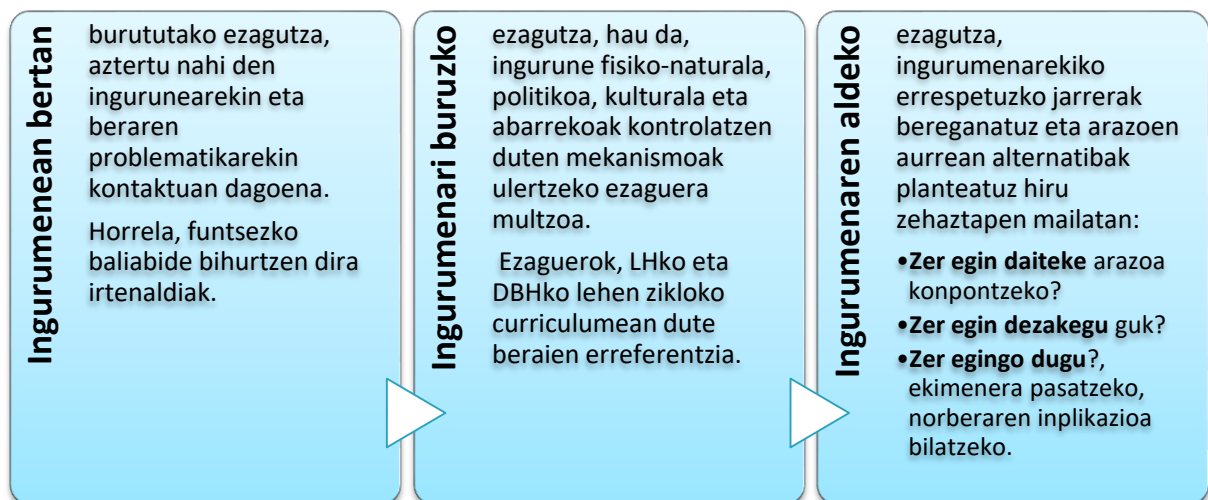 Ingurumenean bertan
burututako ezagutza,
aztertu nahi den
ingurunearekin eta
beraren
problematikarekin
kontaktuan dagoena.
Horrela, funtsezko
baliabide bihurtzen dira
irtenaldiak.
Ingurumenari buruzko
ezagutza, hau da,
ingurune fisiko-naturala,
politikoa, kulturala eta
abarrekoak kontrolatzen
duten mekanismoak
ulertzeko ezaguera
multzoa.
Ezaguerok, LHko eta
DBHko lehen zikloko
curriculumean dute
beraien erreferentzia.
Ingurumenaren aldeko
ezagutza,
ingurumenarekiko
errespetuzko jarrerak
bereganatuz eta arazoen
aurrean alternatibak
planteatuz hiru
zehaztapen mailatan:
•Zer egin daiteke arazoa
konpontzeko?
•Zer egin dezakegu guk?
•Zer egingo dugu?,
ekimenera pasatzeko,
norberaren inplikazioa
bilatzeko.